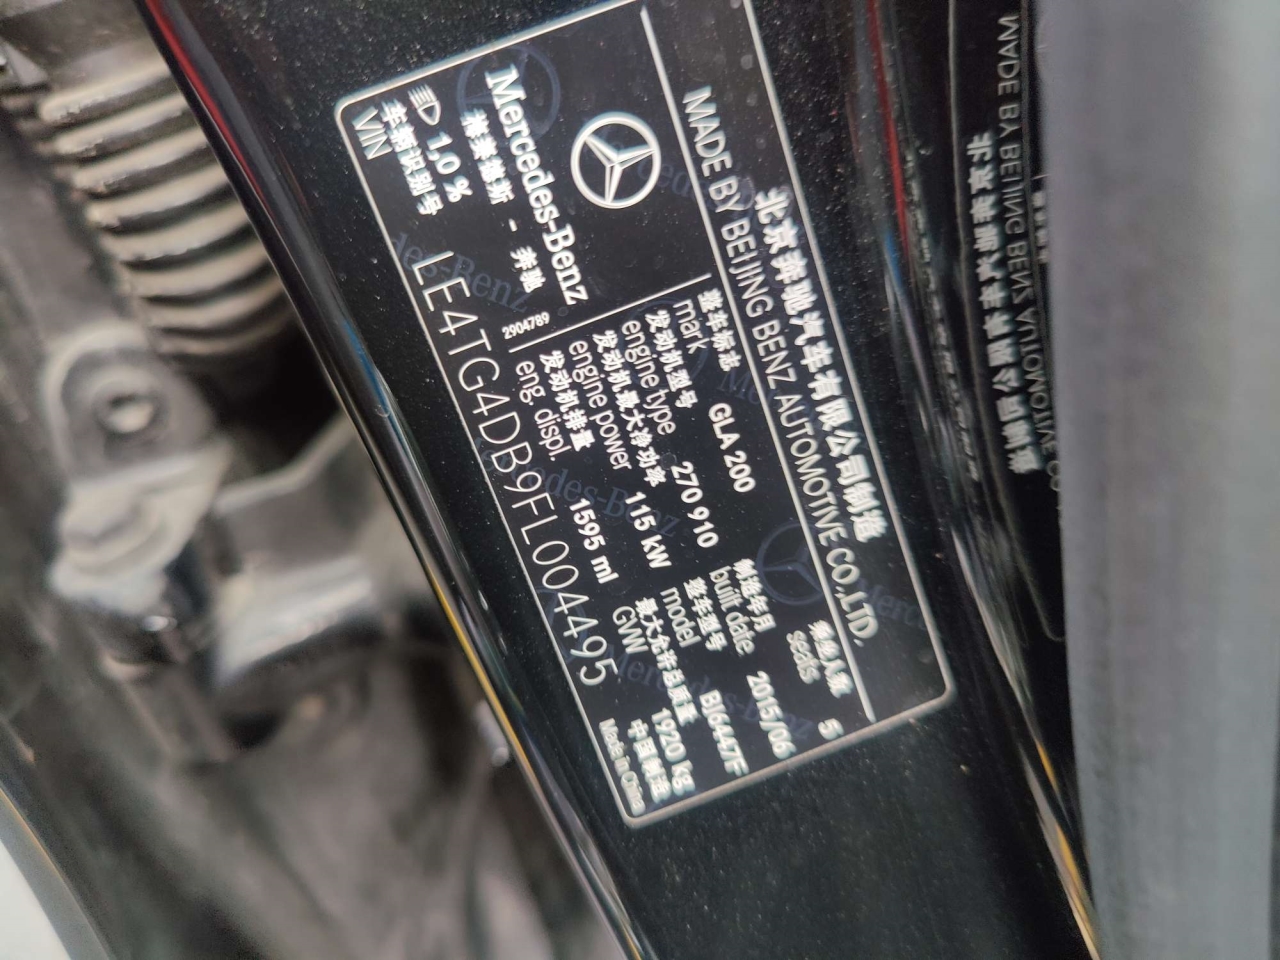 北京奔驰汽车有限公司制造
MADE BY BEIJING BENZ AUTOMOTIVE CO.,LTD.
Mercedes-Benz
梅赛德斯 - 奔驰
2904789
整车标志
mark GLA 200
乘坐人数
seats 5
发动机型号
engine type 270 910
制造年月
built date 2015/06
发动机最大净功率
engine power 115 kW
整车型号
model BJ6447F
发动机排量
eng. displ. 1595 ml
最大允许总质量
GVW 1920 kg
1,0 %
车辆识别号
VIN LE4TG4DB9FL004495
中国制造
Made in China